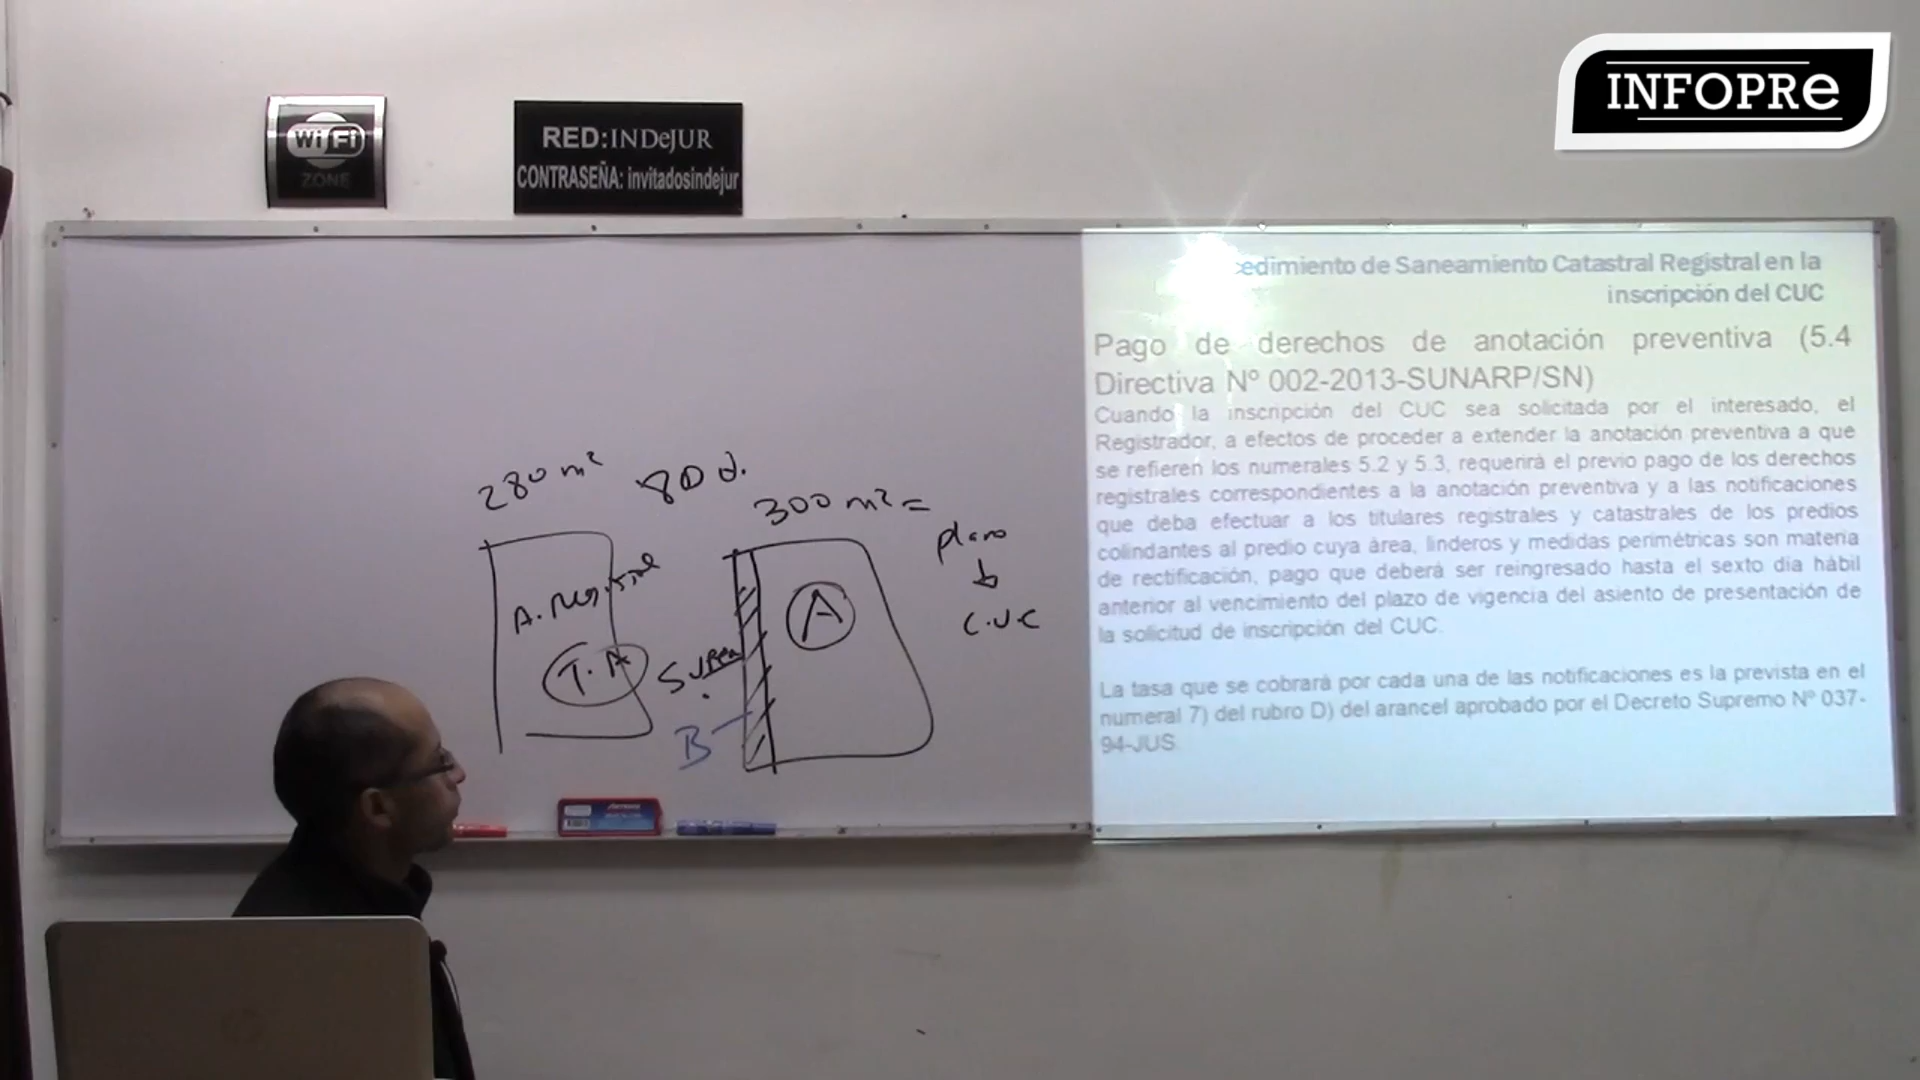 INFOPRe
WiFi
ZONE
RED:INDeJUR
CONTRASEÑA: invitadosindejur
edimiento de Saneamiento Catastral Registral en la
inscripción del CUC
Pago de derechos de anotación preventiva (5.4
Directiva Nº 002-2013-SUNARP/SN)
Cuando la inscripción del CUC sea solicitada por el interesado, el
Registrador, a efectos de proceder a extender la anotación preventiva a que
se refieren los numerales 5.2 y 5.3, requerirá el previo pago de los derechos
registrales correspondientes a la anotación preventiva y a las notificaciones
que deba efectuar a los titulares registrales y catastrales de los predios
colindantes al predio cuya área, linderos y medidas perimétricas son materia
de rectificación, pago que deberá ser reingresado hasta el sexto día hábil
anterior al vencimiento del plazo de vigencia del asiento de presentación de
la solicitud de inscripción del CUC.
La tasa que se cobrará por cada una de las notificaciones es la prevista en el
numeral 7) del rubro D) del arancel aprobado por el Decreto Supremo Nº 037-
94-JUS.
280 m²
80 d.
300 m² =
plano
C.U.C
A. Registral
T.A
A
B